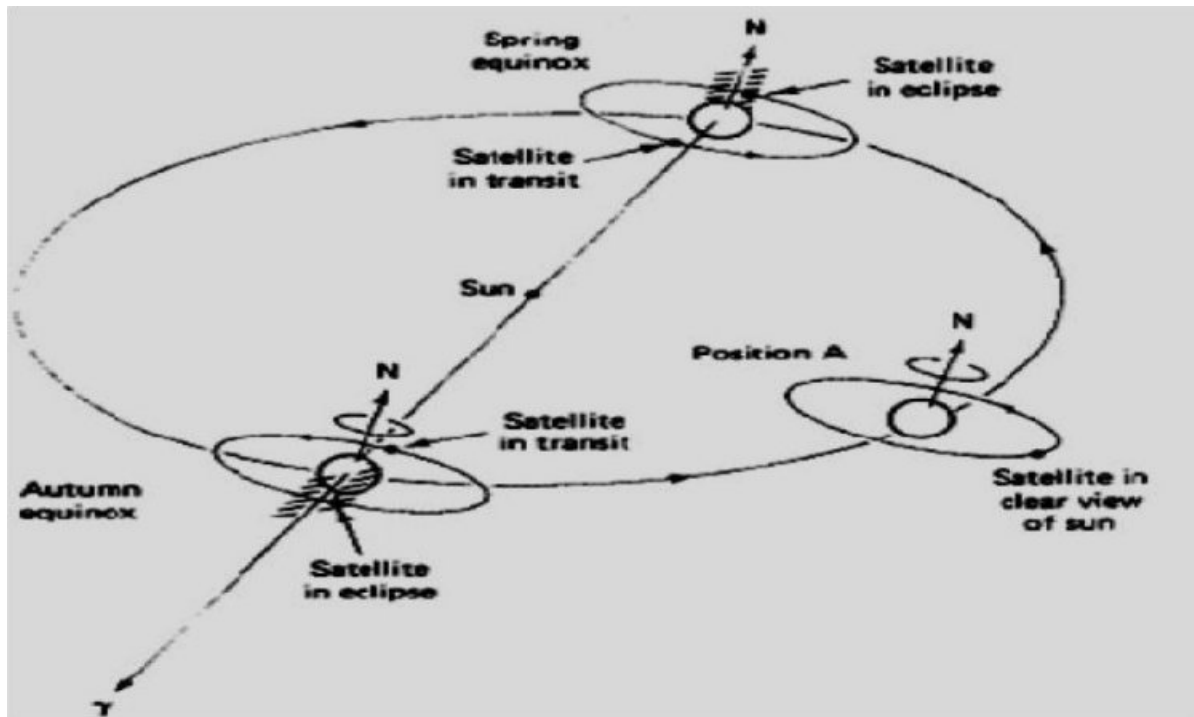 N
Spring
equinox
Satellite
in eclipse
Satellite
in transit
Sun
N
Position A
N
Satellite
in transit
Satellite in
clear view
of sun
Autumn
equinox
Satellite
in eclipse
γ